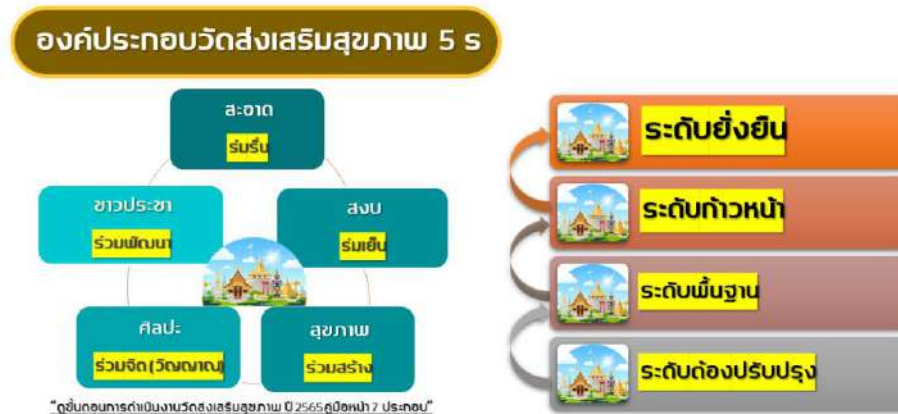 องค์ประกอบวัดส่งเสริมสุขภาพ 5 ร
สะอาด
ร่มรื่น
สงบ
ร่มเย็น
สุขภาพ
ร่วมสร้าง
ศิลปะ
ร่วมจิต(วิญญาณ)
ชาวประชา
ร่วมพัฒนา
"ดูขั้นตอนการดำเนินงานวัดส่งเสริมสุขภาพ ปี 2565 คู่มือหน้า 7 ประกอบ"
ระดับยั่งยืน
ระดับก้าวหน้า
ระดับพื้นฐาน
ระดับต้องปรับปรุง